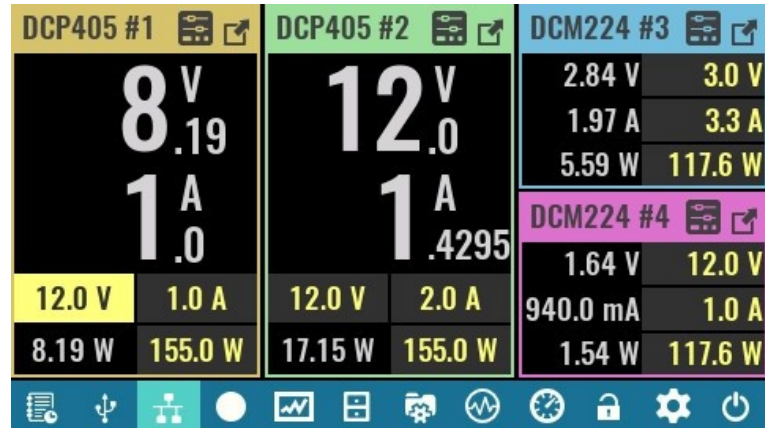 DCP405 #1
8.19 V
1.0 A
12.0 V 1.0 A
8.19 W 155.0 W
DCP405 #2
12.0 V
1.4295 A
12.0 V 2.0 A
17.15 W 155.0 W
DCM224 #3
2.84 V 3.0 V
1.97 A 3.3 A
5.59 W 117.6 W
DCM224 #4
1.64 V 12.0 V
940.0 mA 1.0 A
1.54 W 117.6 W